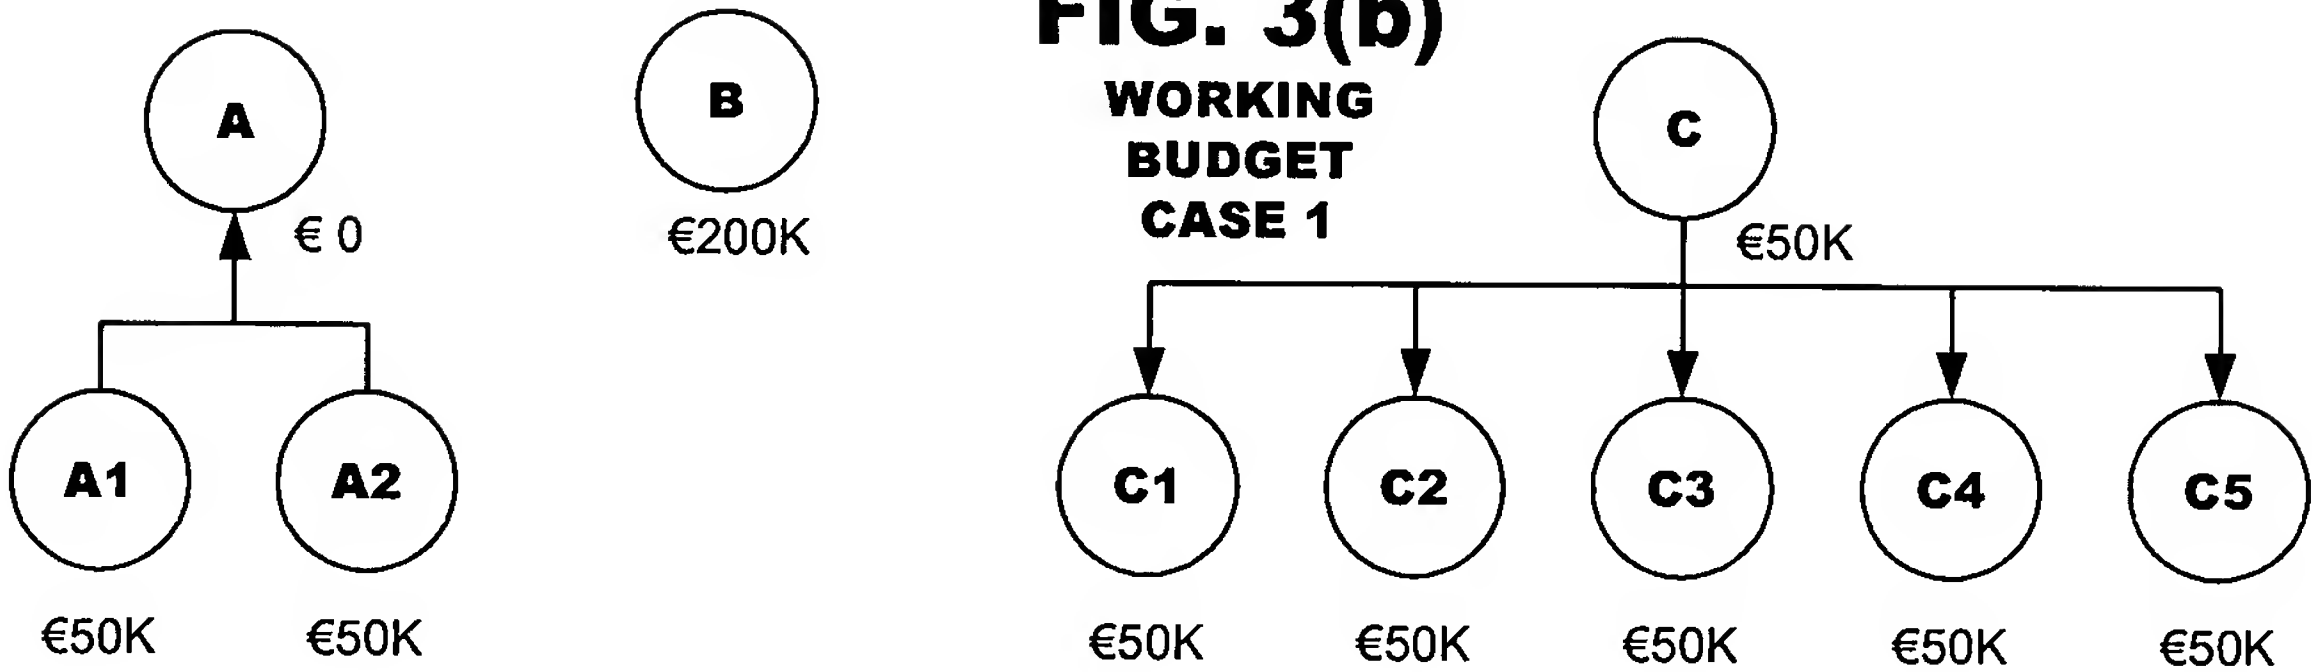 FIG. 3(b)
WORKING
BUDGET
CASE 1
A
€ 0
B
€200K
C
€50K
A1
A2
€50K
€50K
C1
C2
C3
C4
C5
€50K
€50K
€50K
€50K
€50K